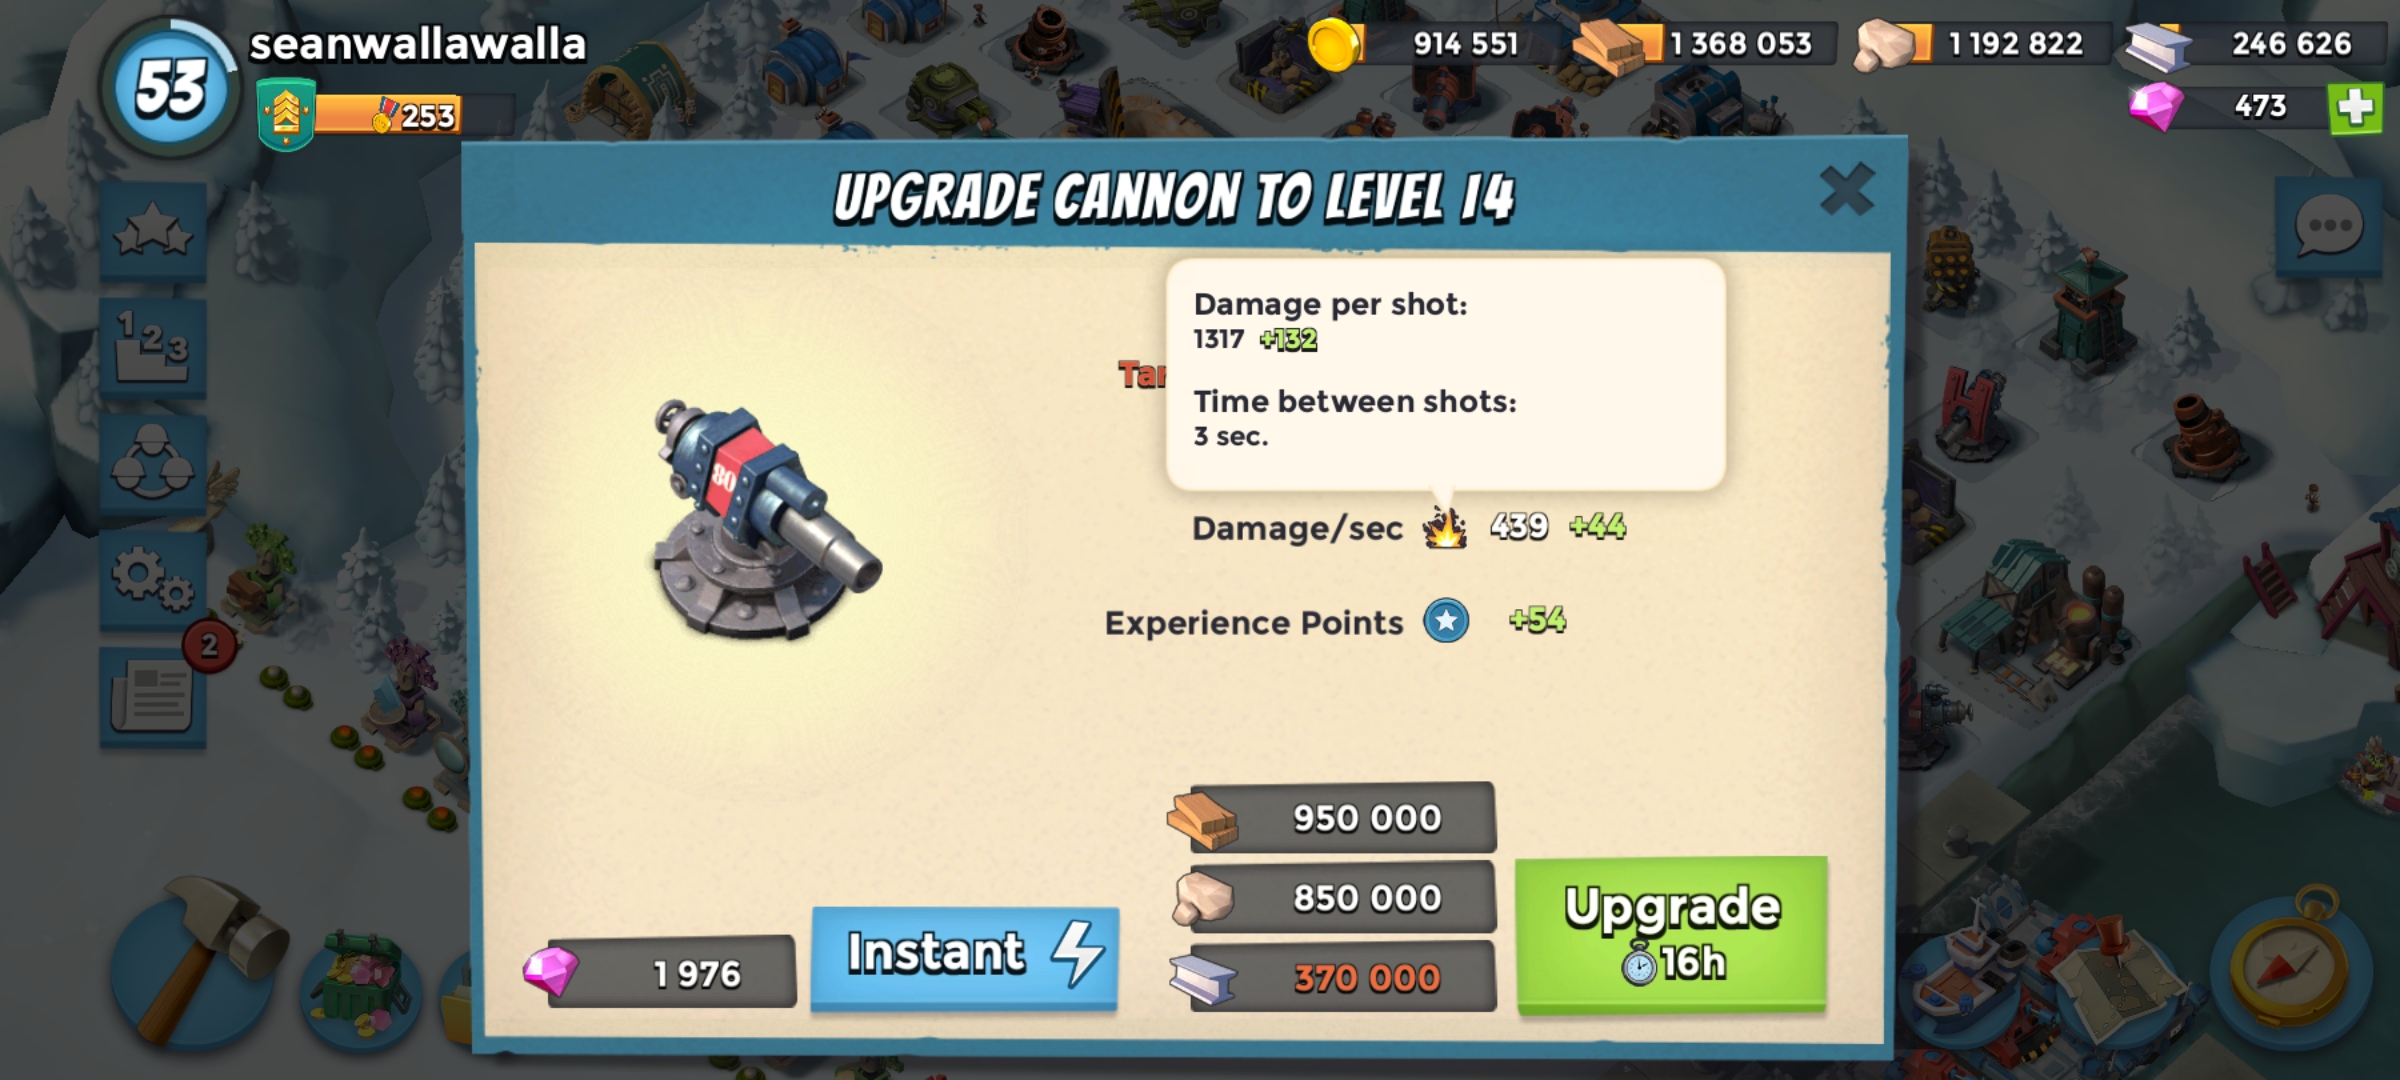 53
seanwallawalla
253
914 551
1 368 053
1 192 822
246 626
473
UPGRADE CANNON TO LEVEL 14
1 2 3
2
80
Damage per shot:
1317 +132
Time between shots:
3 sec.
Tar
Damage/sec 439 +44
Experience Points +54
950 000
850 000
370 000
1 976
Instant
Upgrade
16h